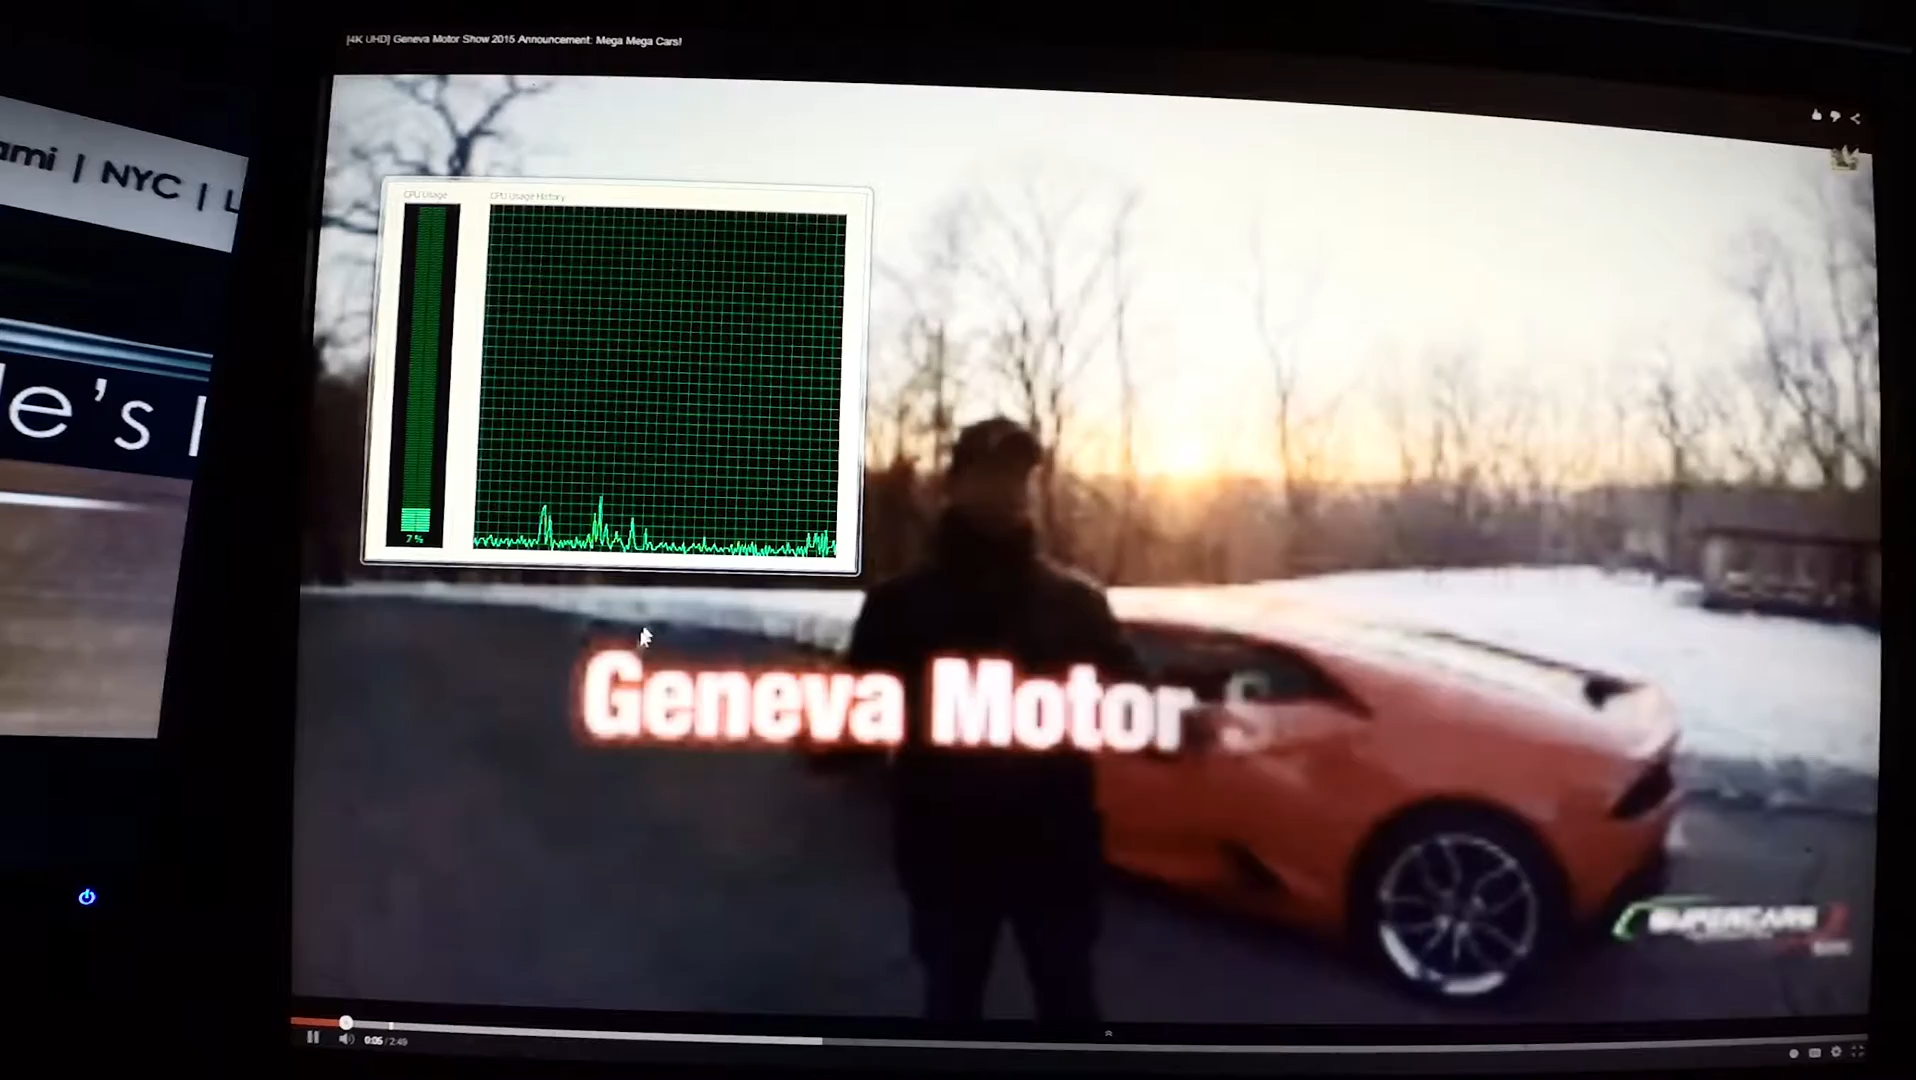 [4K UHD] Geneva Motor Show 2015 Announcement: Mega Mega Cars!
ami | NYC | L
CPU Usage
CPU Usage History
le's
7 %
Geneva Motor S
SUPERCARS
0:05 / 2:49